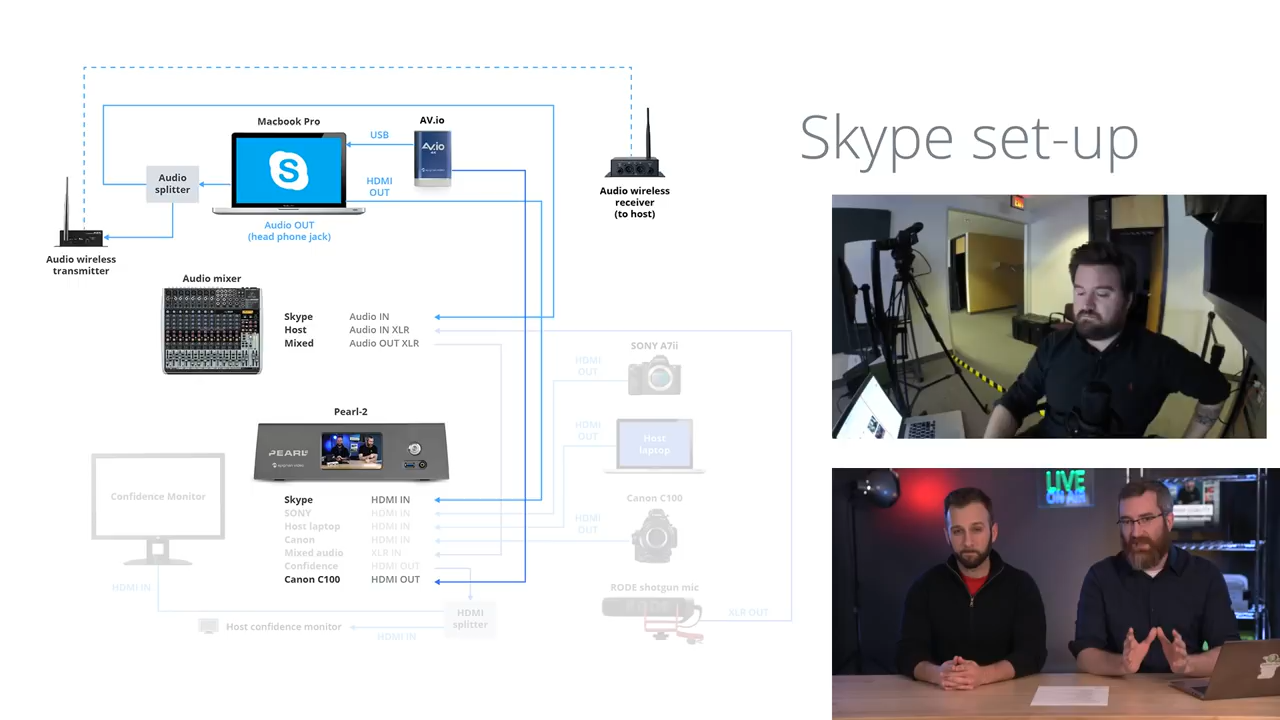 Skype set-up
Macbook Pro
AV.io
USB
HDMI
OUT
Audio
splitter
Audio OUT
(head phone jack)
Audio wireless
transmitter
Audio wireless
receiver
(to host)
Audio mixer
Skype Audio IN
Host Audio IN XLR
Mixed Audio OUT XLR
SONY A7ii
HDMI
OUT
Host
laptop
HDMI
OUT
Canon C100
HDMI
OUT
RODE shotgun mic
XLR OUT
Pearl-2
PEARL
epiphan video
Confidence Monitor
Skype HDMI IN
SONY HDMI IN
Host laptop HDMI IN
Canon HDMI IN
Mixed audio XLR IN
Confidence HDMI OUT
Canon C100 HDMI OUT
HDMI IN
HDMI
splitter
Host confidence monitor
HDMI IN
EXIT
LIVE
ON AIR